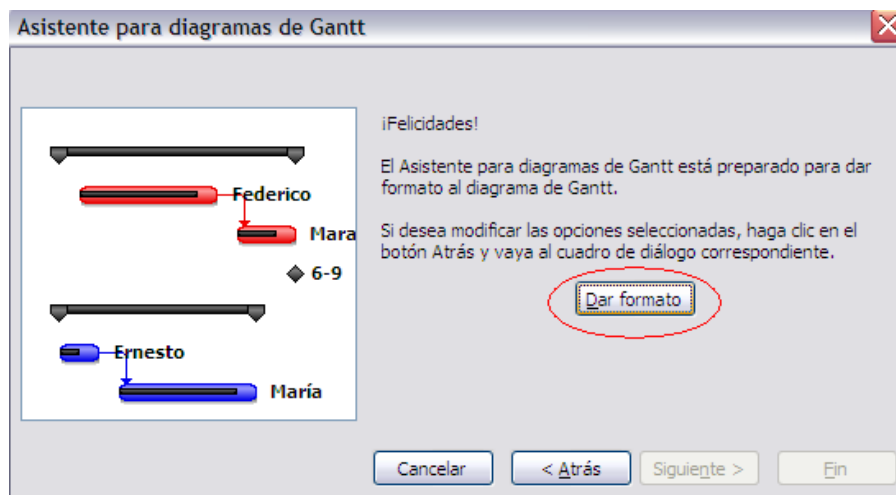 Asistente para diagramas de Gantt
¡Felicidades!
El Asistente para diagramas de Gantt está preparado para dar
formato al diagrama de Gantt.
Si desea modificar las opciones seleccionadas, haga clic en el
botón Atrás y vaya al cuadro de diálogo correspondiente.
Dar formato
Federico
Mara
6-9
Ernesto
María
Cancelar
< Atrás
Siguiente >
Fin